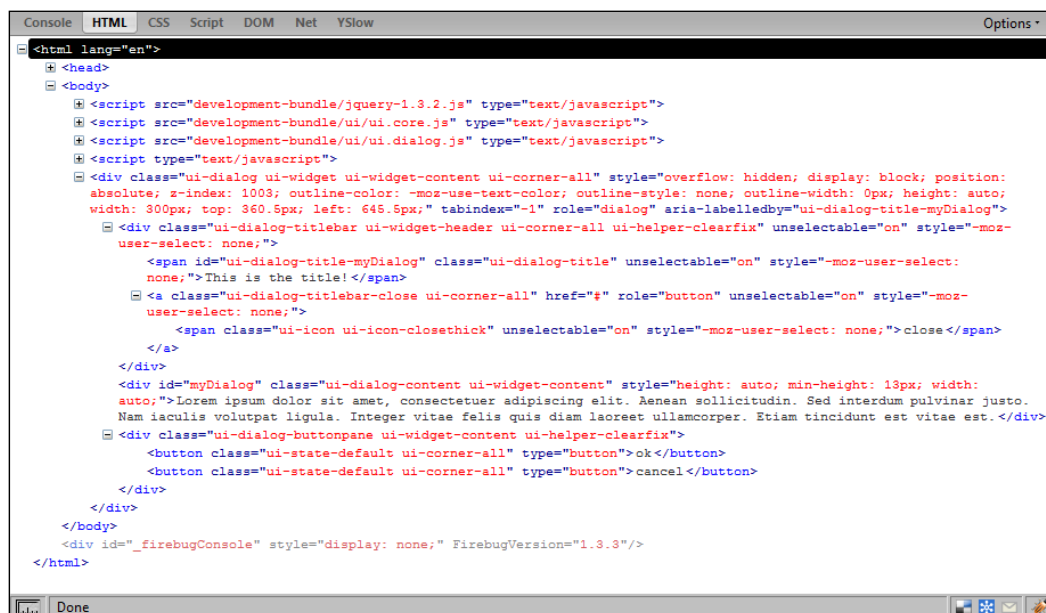 Console HTML CSS Script DOM Net YSlow Options
<html lang="en">
<head>
<body>
<script src="development-bundle/jquery-1.3.2.js" type="text/javascript">
<script src="development-bundle/ui/ui.core.js" type="text/javascript">
<script src="development-bundle/ui/ui.dialog.js" type="text/javascript">
<script type="text/javascript">
<div class="ui-dialog ui-widget ui-widget-content ui-corner-all" style="overflow: hidden; display: block; position:
absolute; z-index: 1003; outline-color: -moz-use-text-color; outline-style: none; outline-width: 0px; height: auto;
width: 300px; top: 360.5px; left: 645.5px;" tabindex="-1" role="dialog" aria-labelledby="ui-dialog-title-myDialog">
<div class="ui-dialog-titlebar ui-widget-header ui-corner-all ui-helper-clearfix" unselectable="on" style="-moz-
user-select: none;">
<span id="ui-dialog-title-myDialog" class="ui-dialog-title" unselectable="on" style="-moz-user-select:
none;">This is the title!</span>
<a class="ui-dialog-titlebar-close ui-corner-all" href="#" role="button" unselectable="on" style="-moz-
user-select: none;">
<span class="ui-icon ui-icon-closethick" unselectable="on" style="-moz-user-select: none;">close</span>
</a>
</div>
<div id="myDialog" class="ui-dialog-content ui-widget-content" style="height: auto; min-height: 13px; width:
auto;">Lorem ipsum dolor sit amet, consectetuer adipiscing elit. Aenean sollicitudin. Sed interdum pulvinar justo.
Nam iaculis volutpat ligula. Integer vitae felis quis diam laoreet ullamcorper. Etiam tincidunt est vitae est.</div>
<div class="ui-dialog-buttonpane ui-widget-content ui-helper-clearfix">
<button class="ui-state-default ui-corner-all" type="button">ok</button>
<button class="ui-state-default ui-corner-all" type="button">cancel</button>
</div>
</div>
</body>
<div id="_firebugConsole" style="display: none;" FirebugVersion="1.3.3"/>
</html>
Done